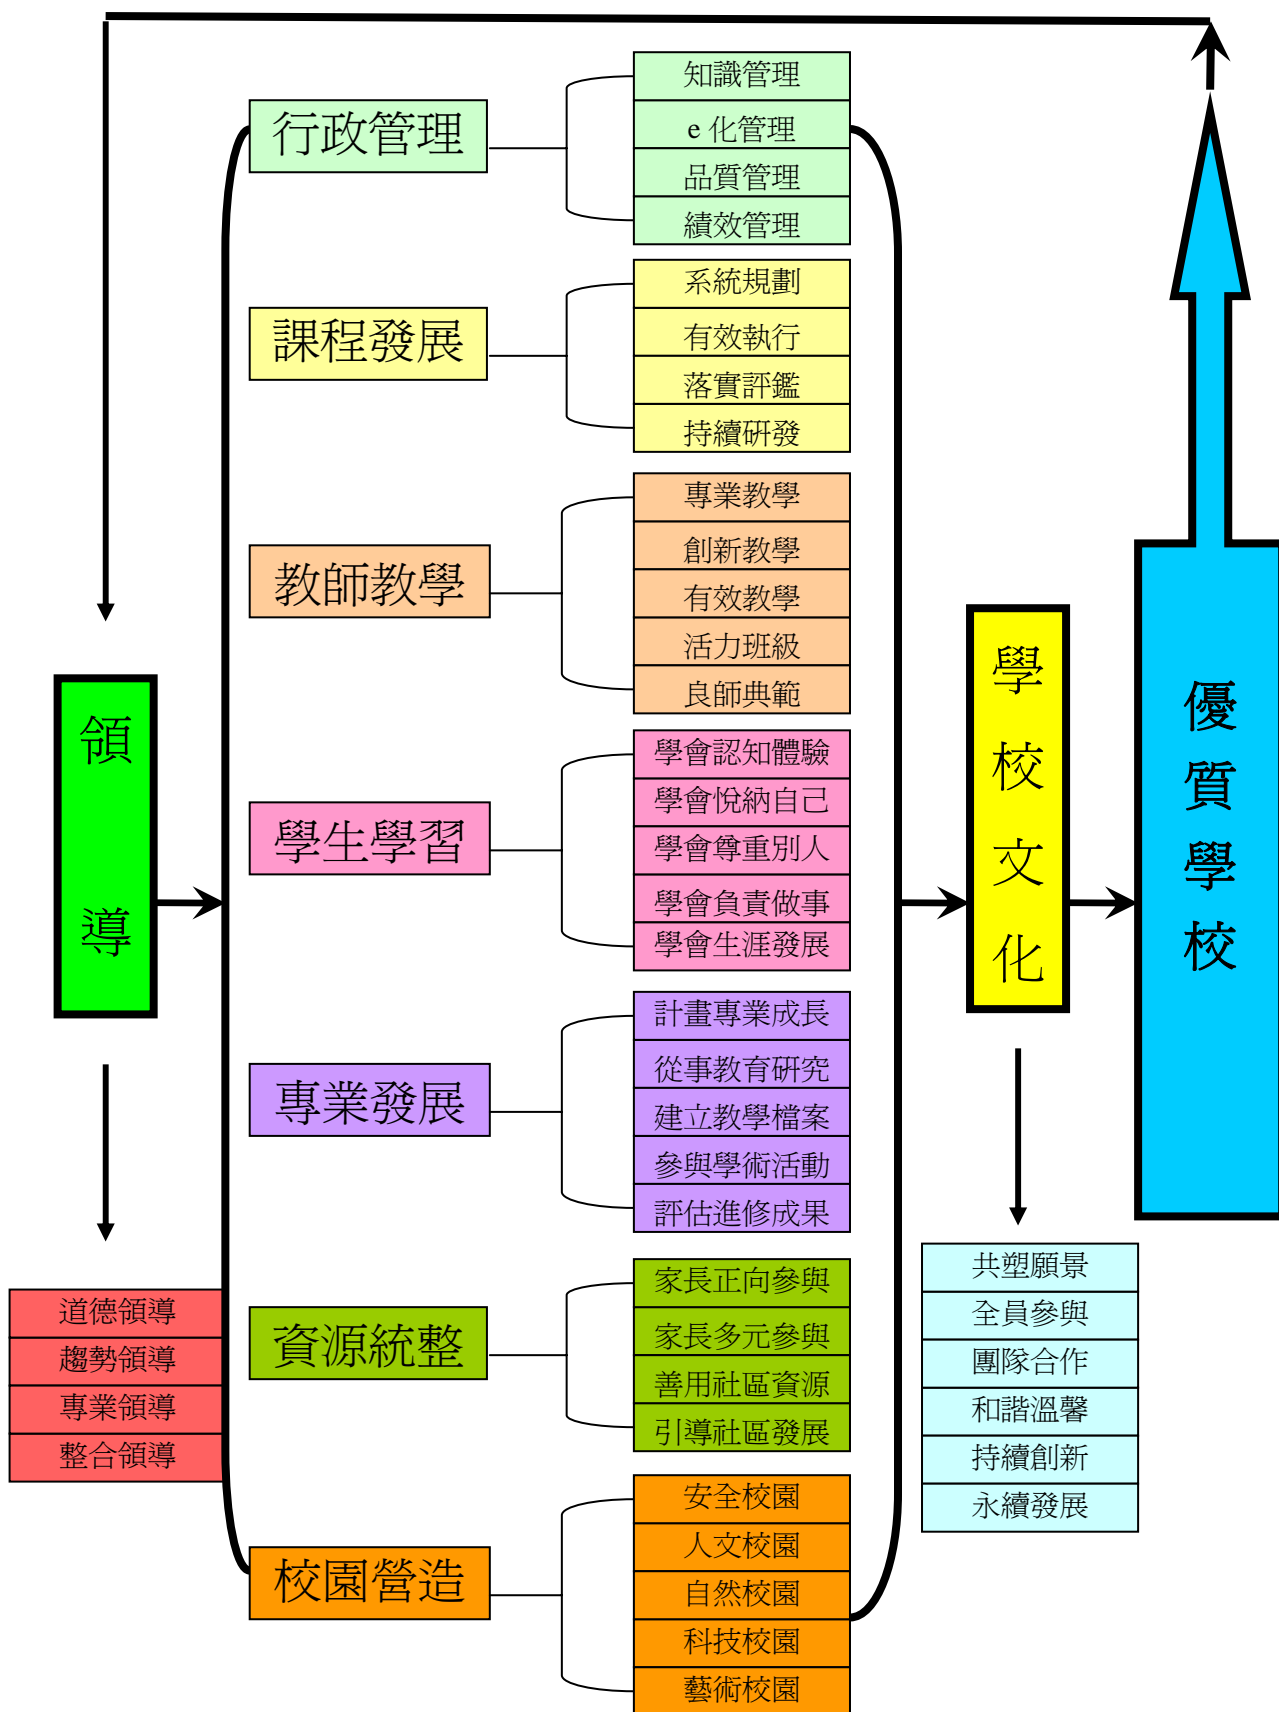 領導
道德領導
趨勢領導
專業領導
整合領導
行政管理
知識管理
e 化管理
品質管理
績效管理
課程發展
系統規劃
有效執行
落實評鑑
持續研發
教師教學
專業教學
創新教學
有效教學
活力班級
良師典範
學生學習
學會認知體驗
學會悅納自己
學會尊重別人
學會負責做事
學會生涯發展
專業發展
計畫專業成長
從事教育研究
建立教學檔案
參與學術活動
評估進修成果
資源統整
家長正向參與
家長多元參與
善用社區資源
引導社區發展
校園營造
安全校園
人文校園
自然校園
科技校園
藝術校園
學校文化
共塑願景
全員參與
團隊合作
和諧溫馨
持續創新
永續發展
優質學校